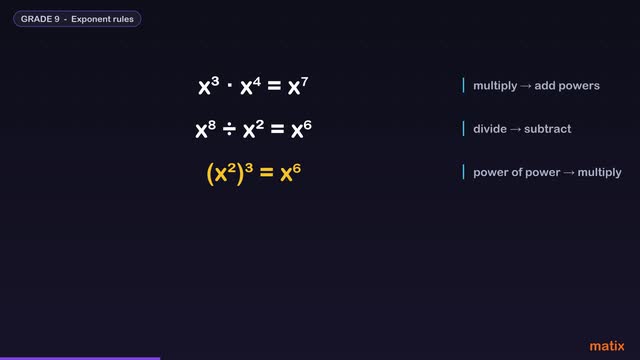 GRADE 9 - Exponent rules
x³ · x⁴ = x⁷
multiply → add powers
x⁸ ÷ x² = x⁶
divide → subtract
(x²)³ = x⁶
power of power → multiply
matix